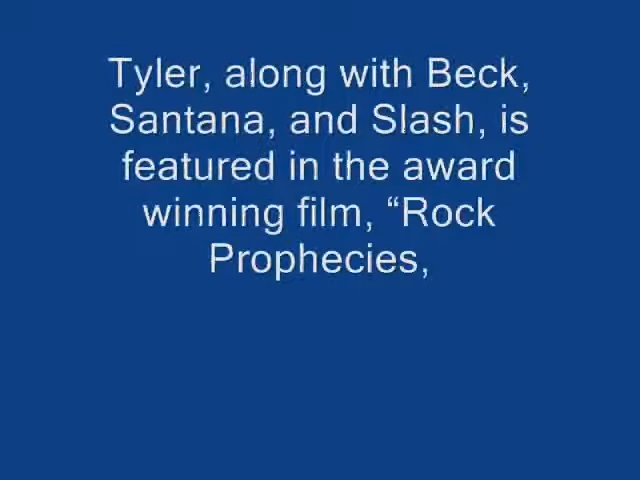 Tyler, along with Beck,
Santana, and Slash, is
featured in the award
winning film, “Rock
Prophecies,